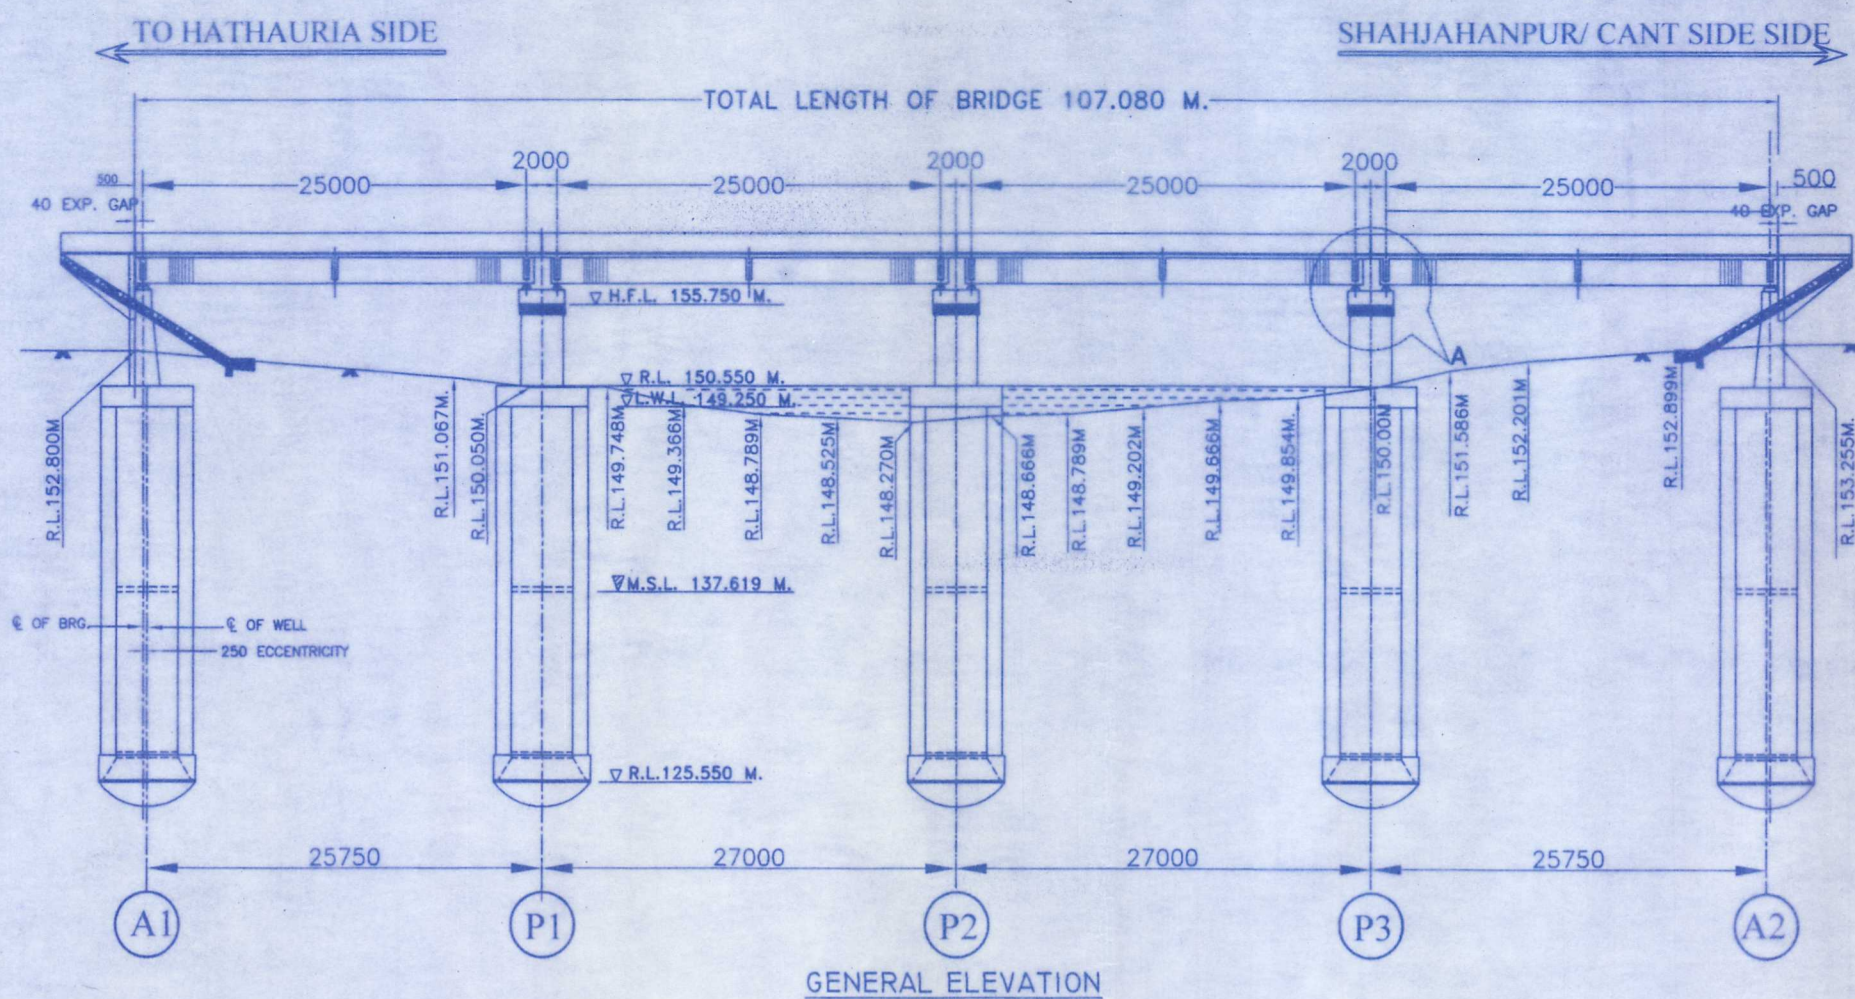 TO HATHAURIA SIDE
SHAHJAHANPUR/ CANT SIDE SIDE
TOTAL LENGTH OF BRIDGE 107.080 M.
2000
2000
2000
500
25000
25000
25000
25000
500
40 EXP. GAP
40 EXP. GAP
▽ H.F.L. 155.750 M.
A
▽ R.L. 150.550 M.
▽L.W.L. 149.250 M.
R.L.152.800M
R.L.151.067M.
R.L.150.050M.
R.L.149.748M
R.L.149.366M
R.L.148.789M
R.L.148.525M
R.L.148.270M
R.L.148.666M
R.L.148.789M
R.L.149.202M
R.L.149.666M
R.L.149.854M
R.L.150.00M
R.L.151.586M
R.L.152.201M
R.L.152.899M
R.L.153.255M.
▽M.S.L. 137.619 M.
℄ OF BRG.
℄ OF WELL
250 ECCENTRICITY
▽ R.L.125.550 M.
25750
27000
27000
25750
A1
P1
P2
P3
A2
GENERAL ELEVATION